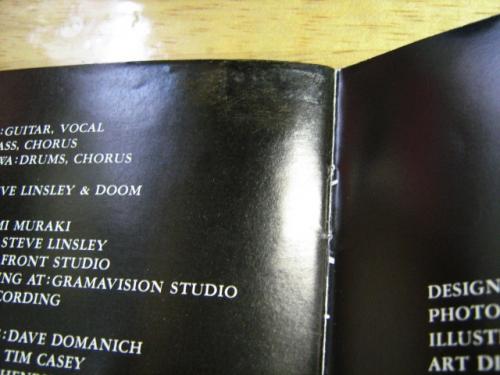 :GUITAR, VOCAL
ASS, CHORUS
WA:DRUMS, CHORUS
VE LINSLEY & DOOM
MI MURAKI
STEVE LINSLEY
FRONT STUDIO
ING AT:GRAMAVISION STUDIO
CORDING
:DAVE DOMANICH
TIM CASEY
DESIGN
PHOTO
ILLUST
ART DI